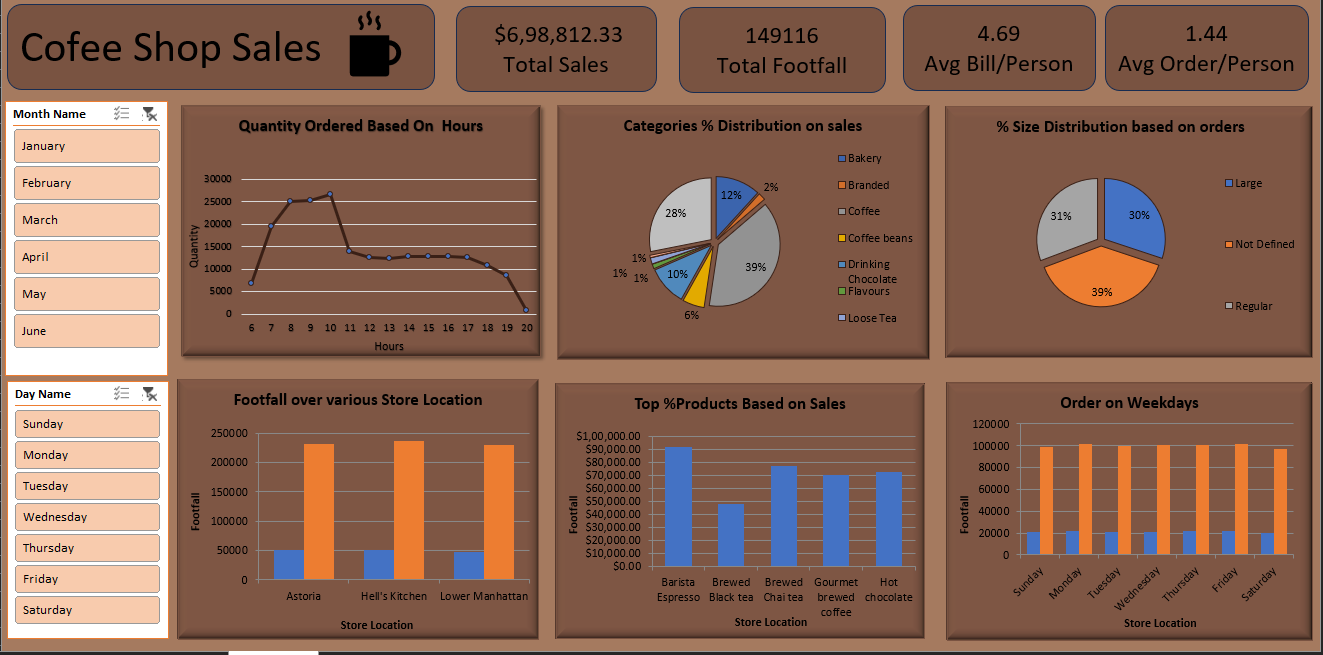 Cofee Shop Sales
$6,98,812.33
Total Sales
149116
Total Footfall
4.69
Avg Bill/Person
1.44
Avg Order/Person
Month Name
January
February
March
April
May
June
Day Name
Sunday
Monday
Tuesday
Wednesday
Thursday
Friday
Saturday
Quantity Ordered Based On  Hours
Quantity
30000
25000
20000
15000
10000
5000
0
6 7 8 9 10 11 12 13 14 15 16 17 18 19 20
Hours
Categories % Distribution on sales
12%
2%
39%
6%
10%
1%
1%
1%
28%
Bakery
Branded
Coffee
Coffee beans
Drinking
Chocolate
Flavours
Loose Tea
% Size Distribution based on orders
30%
39%
31%
Large
Not Defined
Regular
Footfall over various Store Location
Footfall
250000
200000
150000
100000
50000
0
Astoria Hell's Kitchen Lower Manhattan
Store Location
Top %Products Based on Sales
Footfall
$1,00,000.00
$90,000.00
$80,000.00
$70,000.00
$60,000.00
$50,000.00
$40,000.00
$30,000.00
$20,000.00
$10,000.00
$0.00
Barista Brewed Brewed Gourmet Hot
Espresso Black tea Chai tea brewed chocolate
coffee
Store Location
Order on Weekdays
Footfall
120000
100000
80000
60000
40000
20000
0
Sunday Monday Tuesday Wednesday Thursday Friday Saturday
Store Location